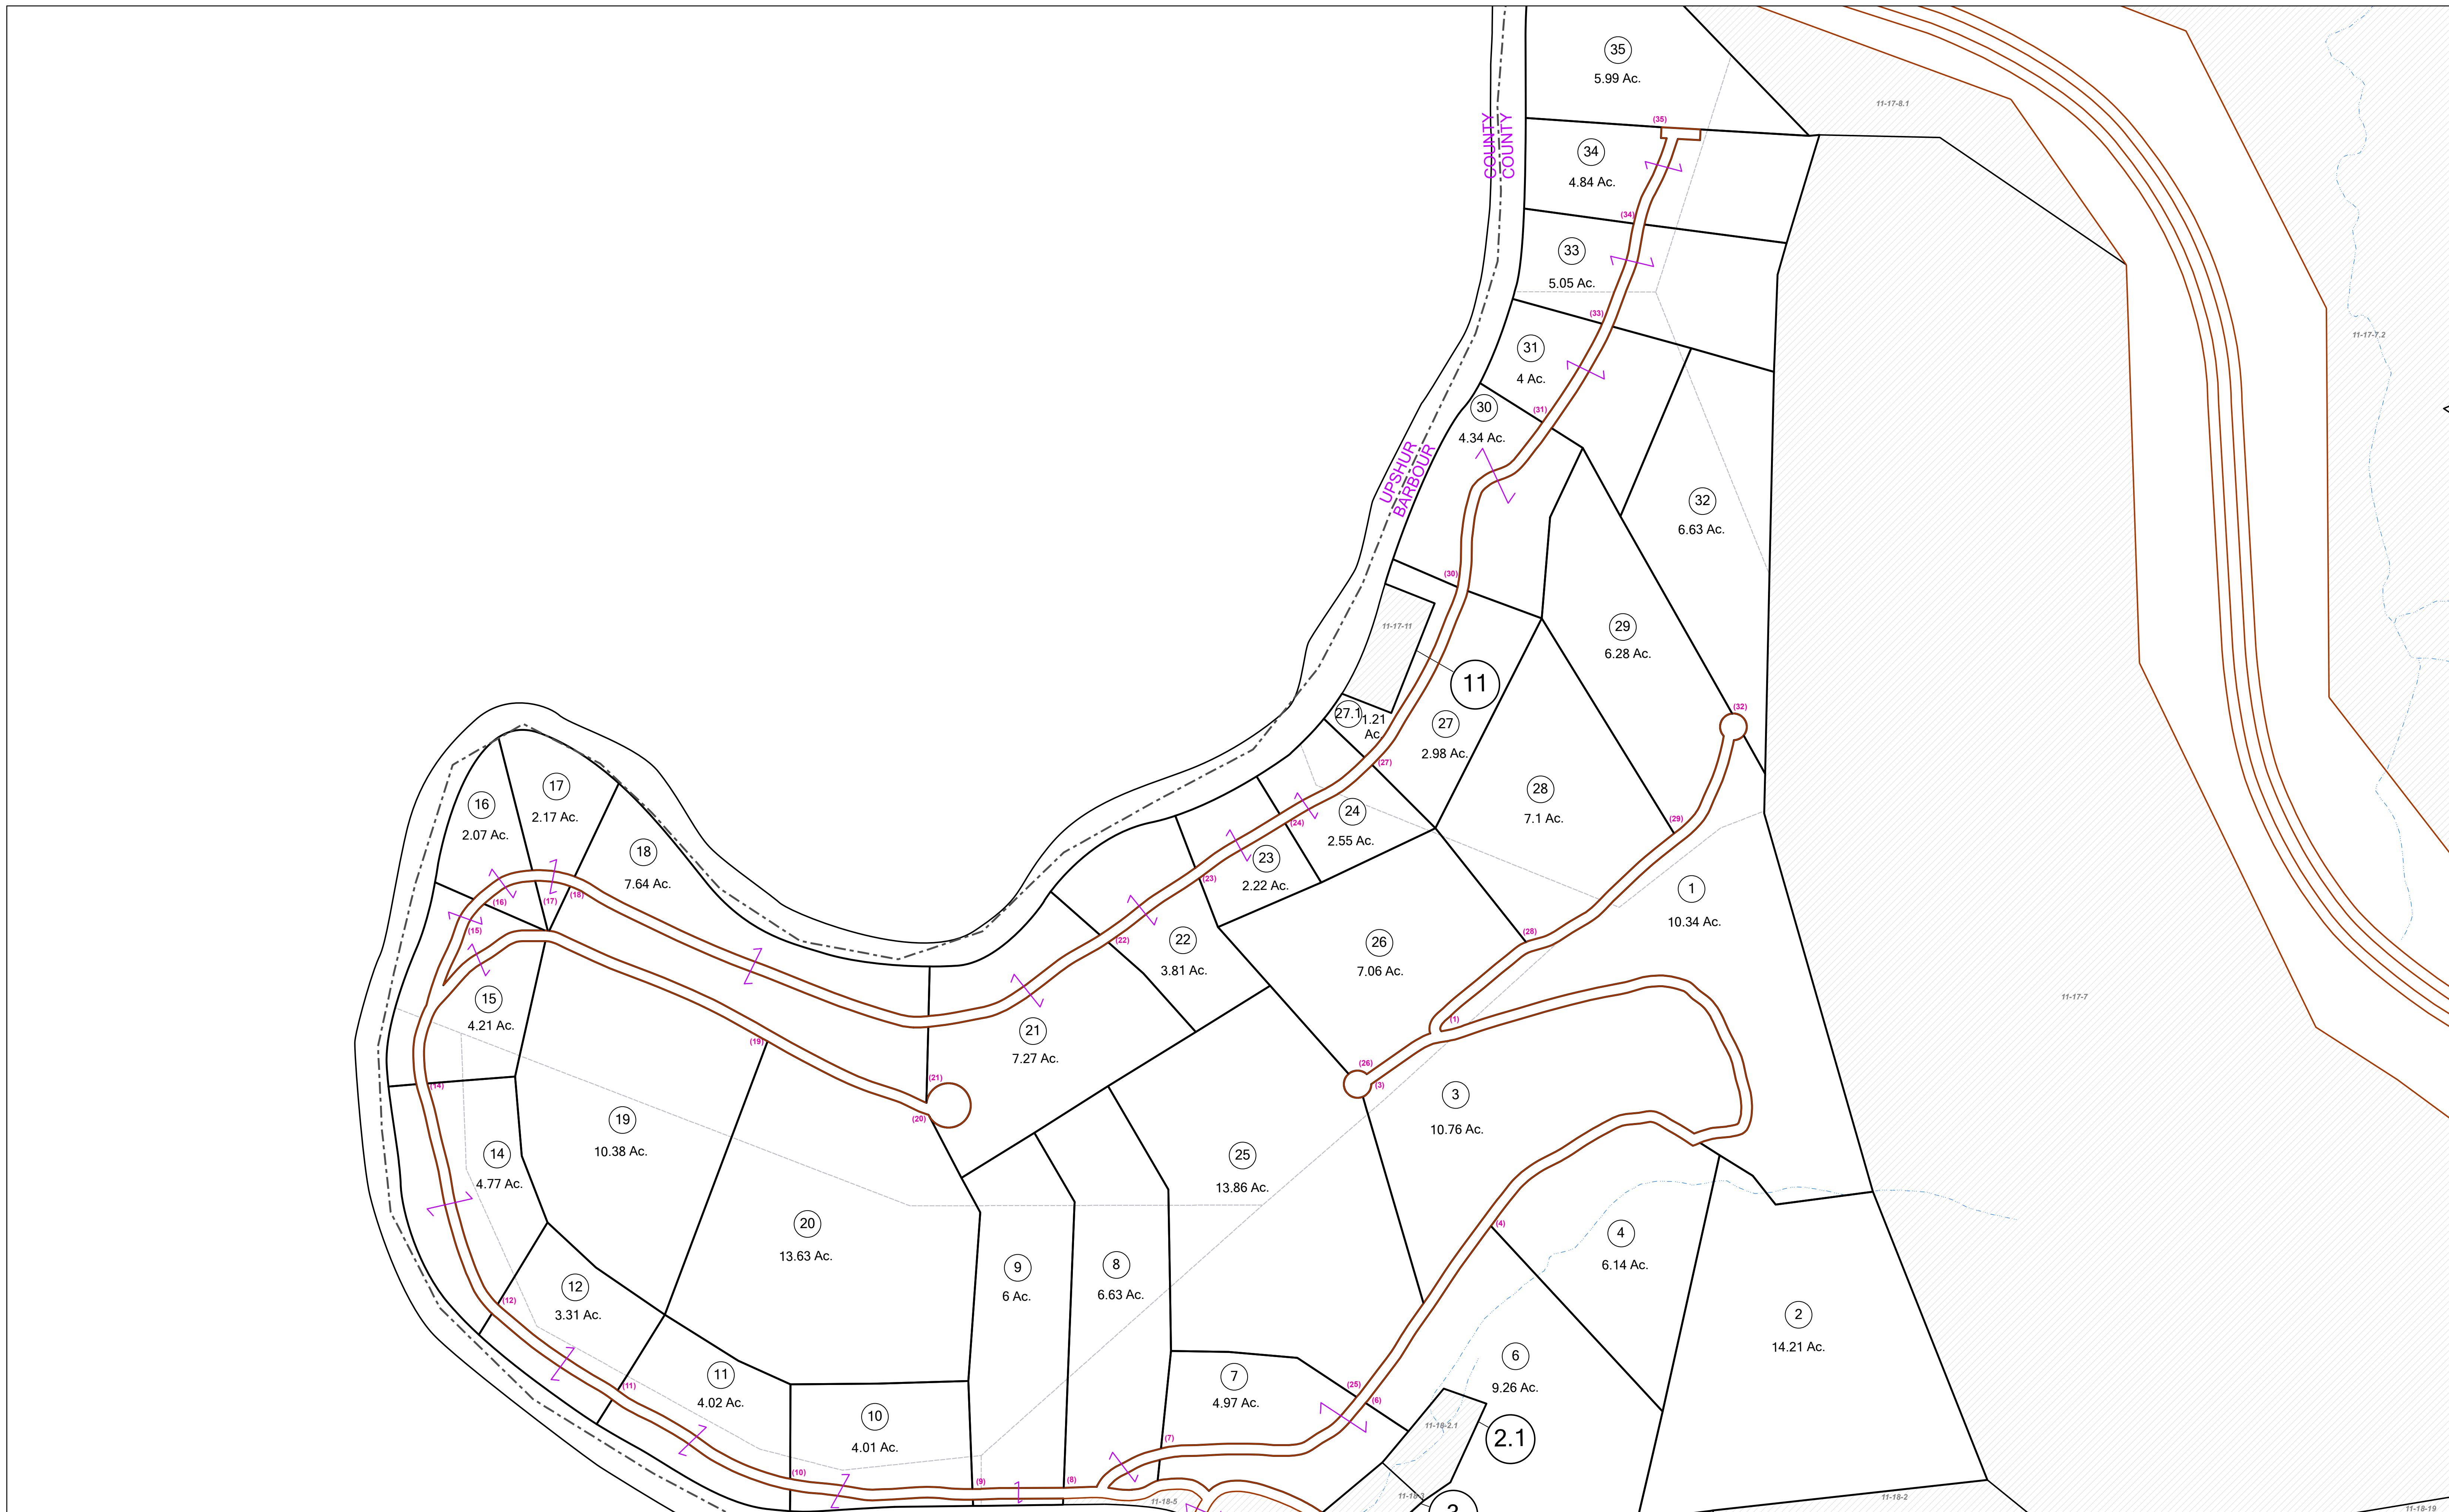 35
5.99 Ac.
11-17-8.1
(35)
COUNTY
COUNTY
34
4.84 Ac.
(34)
33
5.05 Ac.
(33)
11-17-7.2
31
4 Ac.
30
(31)
4.34 Ac.
UPSHUR
BARBOUR
32
6.63 Ac.
(30)
11-17-11
29
6.28 Ac.
11
27.1
1.21
Ac.
27
2.98 Ac.
(32)
(27)
16
2.07 Ac.
17
2.17 Ac.
18
7.64 Ac.
28
7.1 Ac.
24
2.55 Ac.
(24)
(29)
23
2.22 Ac.
(23)
1
10.34 Ac.
(16)
(17)
(18)
(15)
(22)
22
3.81 Ac.
26
7.06 Ac.
(28)
15
4.21 Ac.
21
7.27 Ac.
11-17-7
(1)
(19)
(14)
(21)
(20)
(26)
(3)
3
10.76 Ac.
19
10.38 Ac.
14
4.77 Ac.
25
13.86 Ac.
20
13.63 Ac.
(4)
4
6.14 Ac.
12
3.31 Ac.
(12)
9
6 Ac.
8
6.63 Ac.
2
14.21 Ac.
11
4.02 Ac.
(11)
7
4.97 Ac.
(25)
(6)
6
9.26 Ac.
10
4.01 Ac.
11-18-2.1
2.1
(7)
(10)
(9)
(8)
11-18-5
11-18-3
3
11-18-2
11-18-19